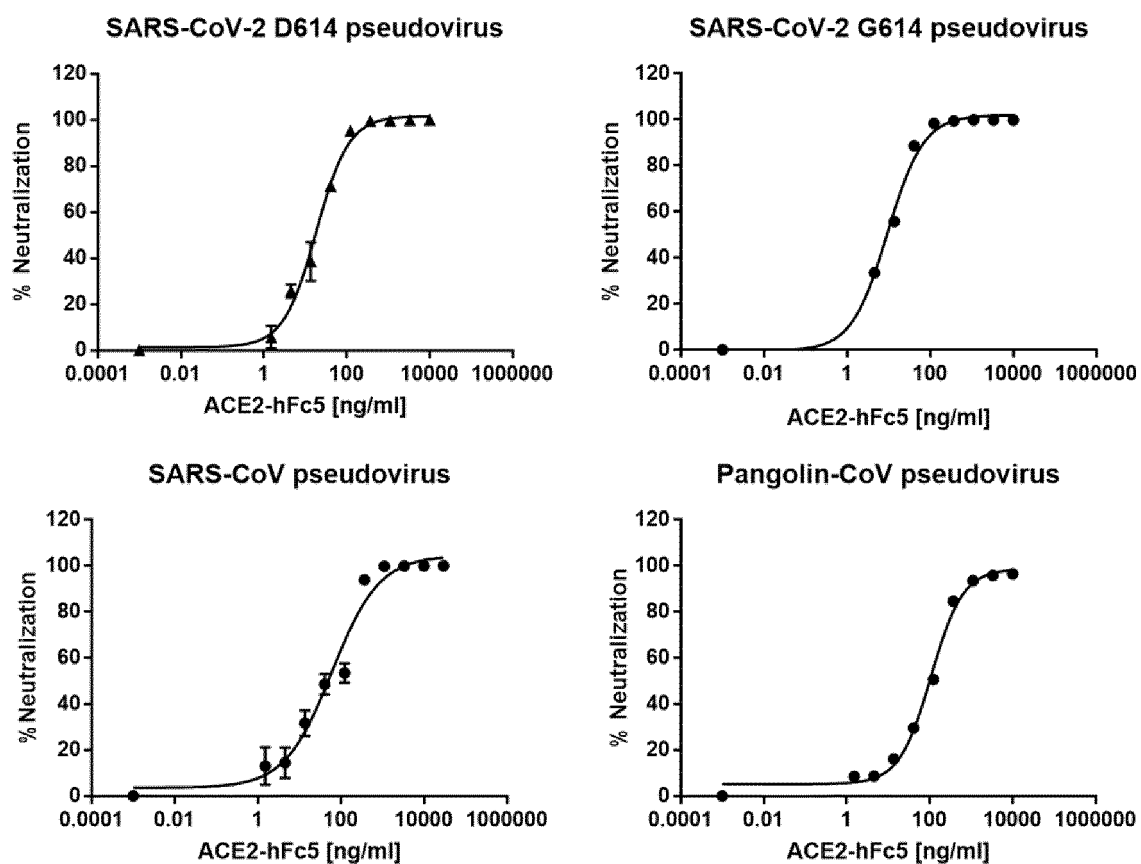 SARS-CoV-2 D614 pseudovirus
120
100
80
60
40
20
0
% Neutralization
0.0001 0.01 1 100 10000 1000000
ACE2-hFc5 [ng/ml]
SARS-CoV-2 G614 pseudovirus
120
100
80
60
40
20
0
% Neutralization
0.0001 0.01 1 100 10000 1000000
ACE2-hFc5 [ng/ml]
SARS-CoV pseudovirus
120
100
80
60
40
20
0
% Neutralization
0.0001 0.01 1 100 10000 1000000
ACE2-hFc5 [ng/ml]
Pangolin-CoV pseudovirus
120
100
80
60
40
20
0
% Neutralization
0.0001 0.01 1 100 10000 1000000
ACE2-hFc5 [ng/ml]